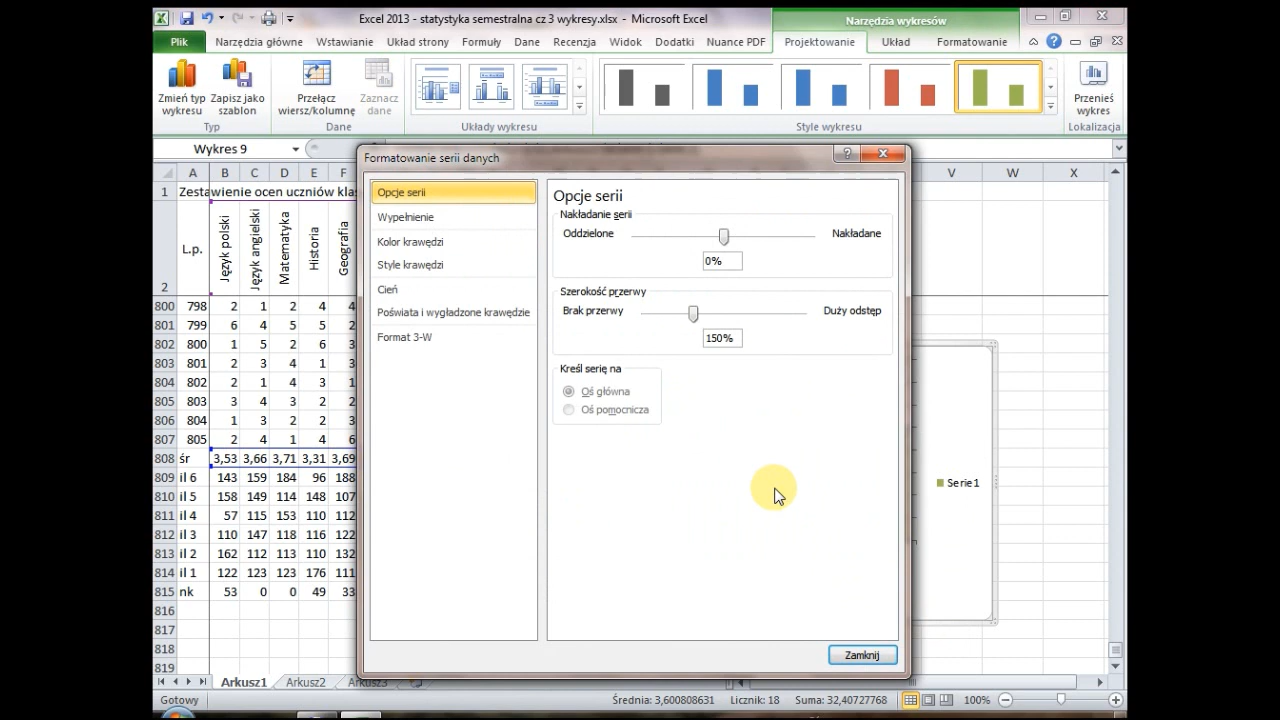 Excel 2013 - statystyka semestralna cz 3 wykresy.xlsx - Microsoft Excel
Narzędzia wykresów
Plik Narzędzia główne Wstawianie Układ strony Formuły Dane Recenzja Widok Dodatki Nuance PDF Projektowanie Układ Formatowanie
Zmień typ wykresu
Zapisz jako szablon
Przełącz wiersz/kolumnę
Zaznacz dane
Przenieś wykres
Typ Dane Układy wykresu Style wykresu Lokalizacja
Wykres 9
Formatowanie serii danych
A B C D E F V W X
1 Zestawienie ocen uczniów kla
2 L.p. Język polski Język angielski Matematyka Historia Geografia
800 798 2 1 2 4 4
801 799 6 4 5 5 2
802 800 1 5 2 6 3
803 801 2 3 4 1 3
804 802 2 1 4 3 1
805 803 3 4 3 2 2
806 804 1 3 2 2 3
807 805 2 4 1 4 6
808 śr 3,53 3,66 3,71 3,31 3,69
809 il 6 143 159 184 96 188
810 il 5 158 149 114 148 107
811 il 4 57 115 153 110 112
812 il 3 110 147 118 116 122
813 il 2 162 112 113 110 132
814 il 1 122 123 123 176 111
815 nk 53 0 0 49 33
816
817
818
819
Opcje serii
Wypełnienie
Kolor krawędzi
Style krawędzi
Cień
Poświata i wygładzone krawędzie
Format 3-W
Opcje serii
Nakładanie serii
Oddzielone Nakładane
0%
Szerokość przerwy
Brak przerwy Duży odstęp
150%
Kreśl serię na
Oś główna
Oś pomocnicza
Zamknij
Serie1
Arkusz1 Arkusz2 Arkusz3
Gotowy Średnia: 3,600808631 Licznik: 18 Suma: 32,40727768 100%